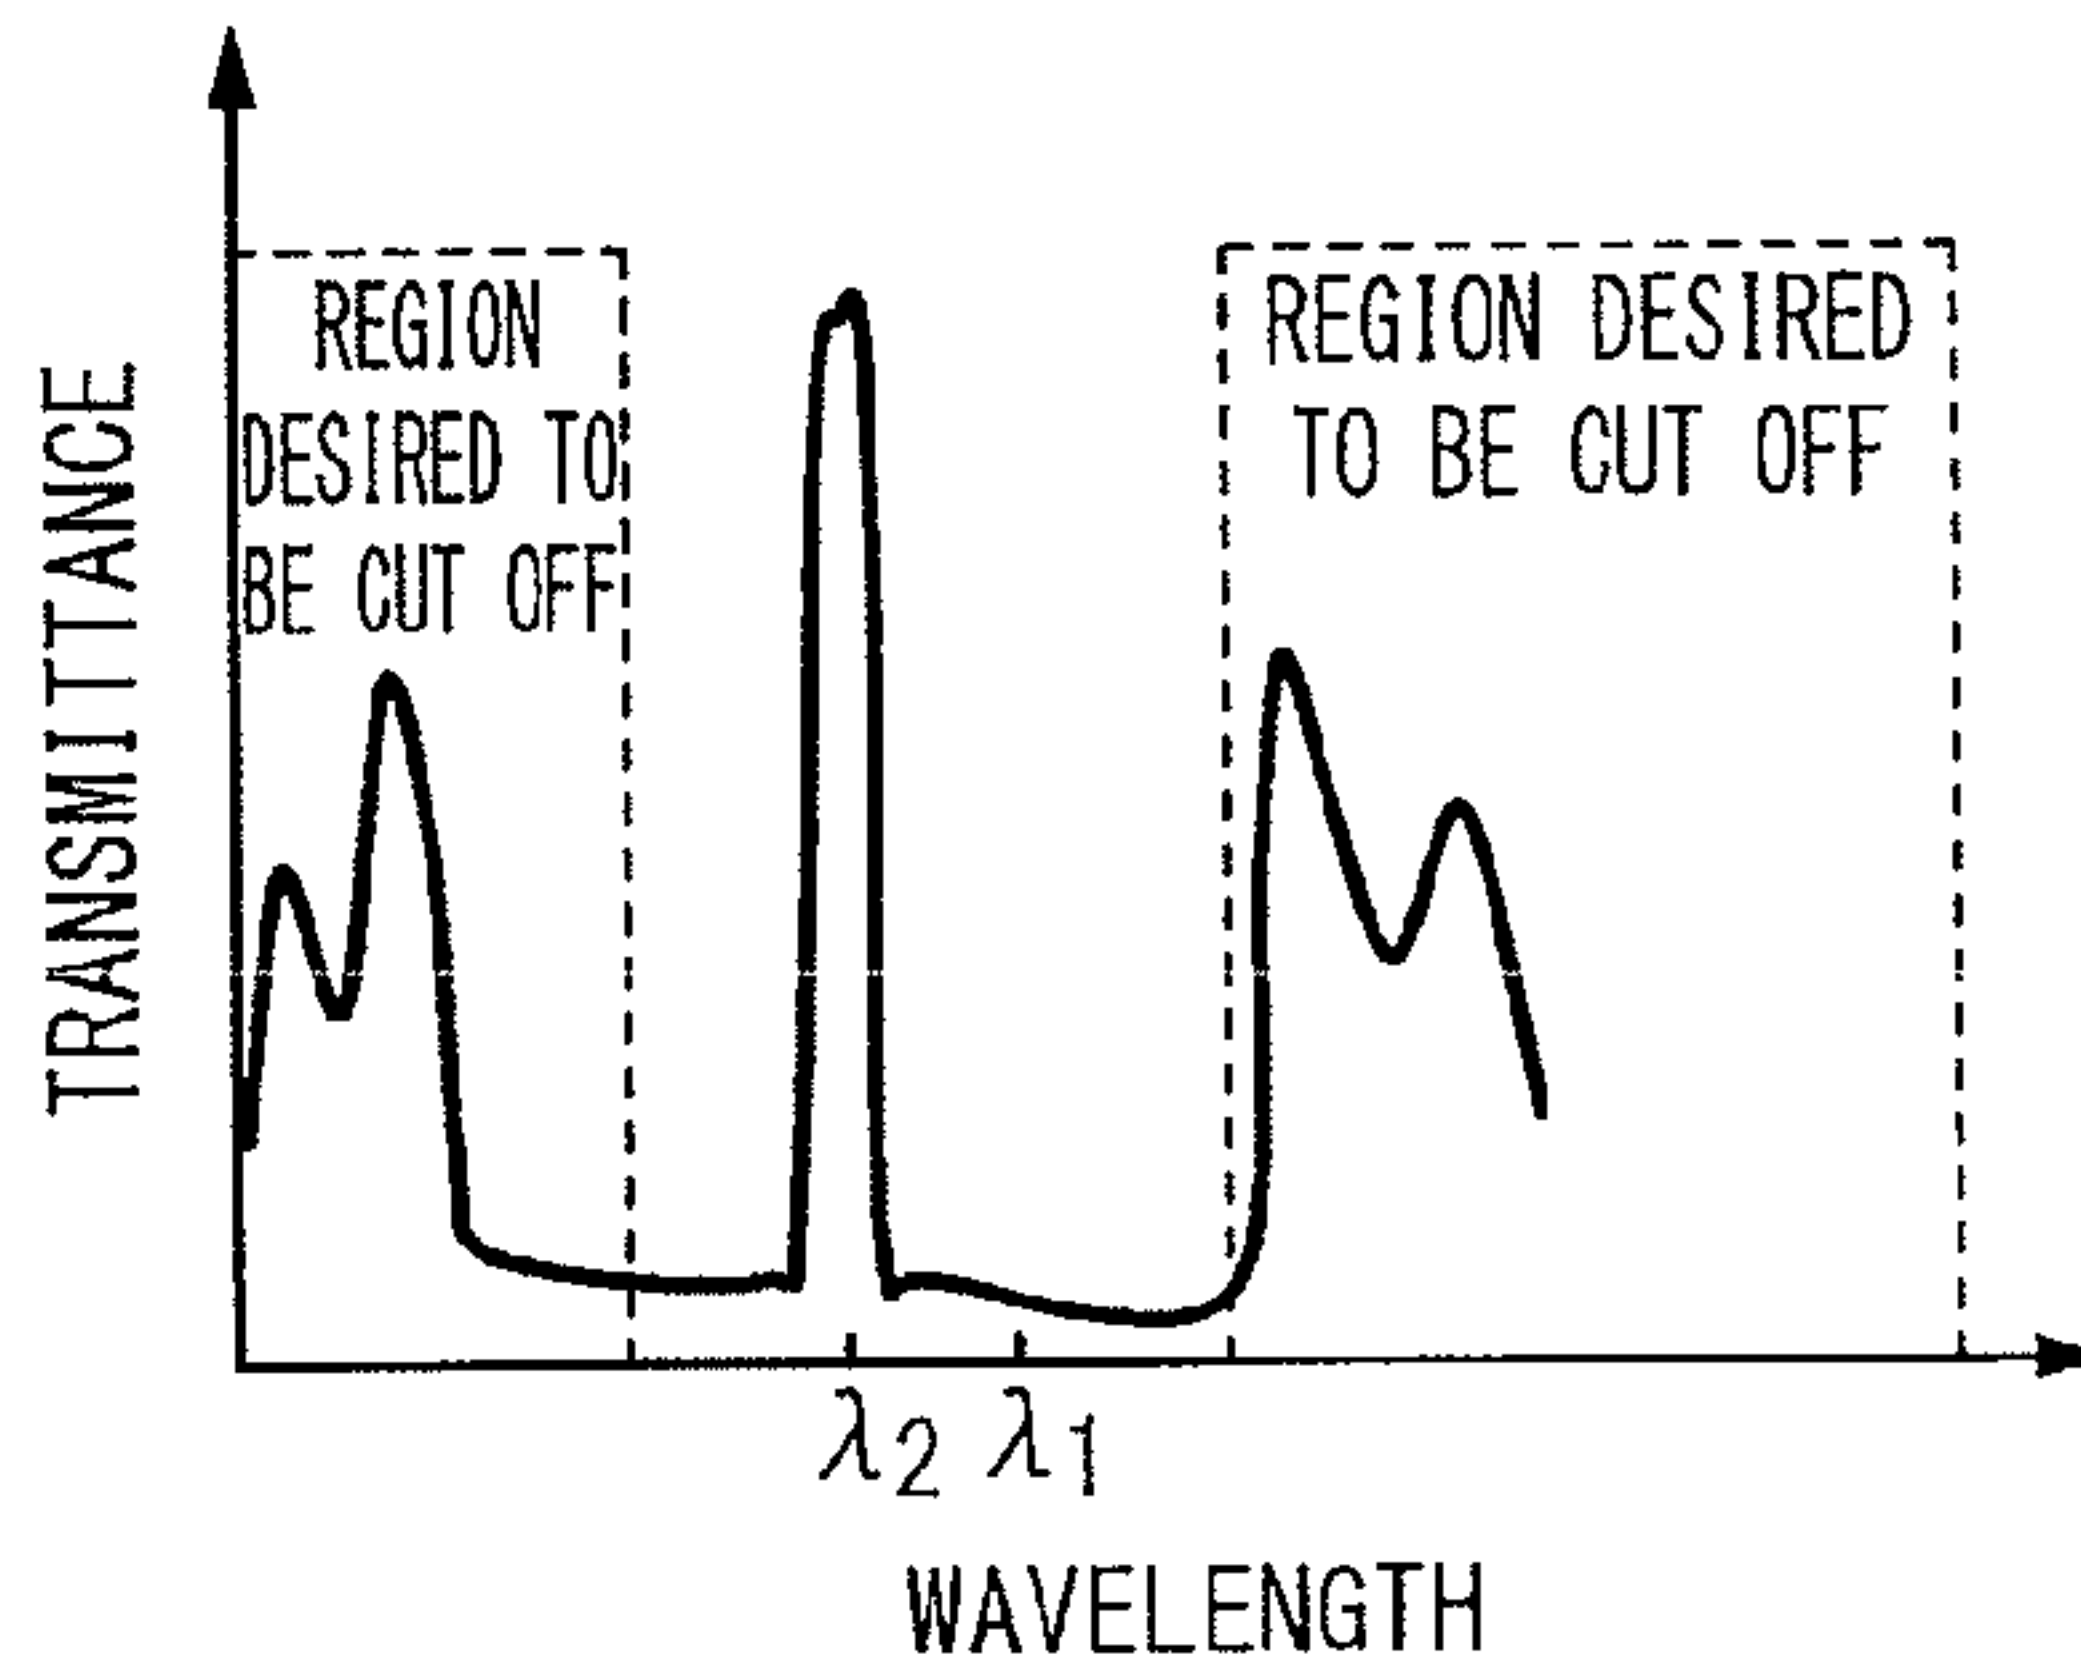 TRANSMITTANCE
REGION
DESIRED TO
BE CUT OFF
REGION DESIRED
TO BE CUT OFF
λ2 λ1
WAVELENGTH